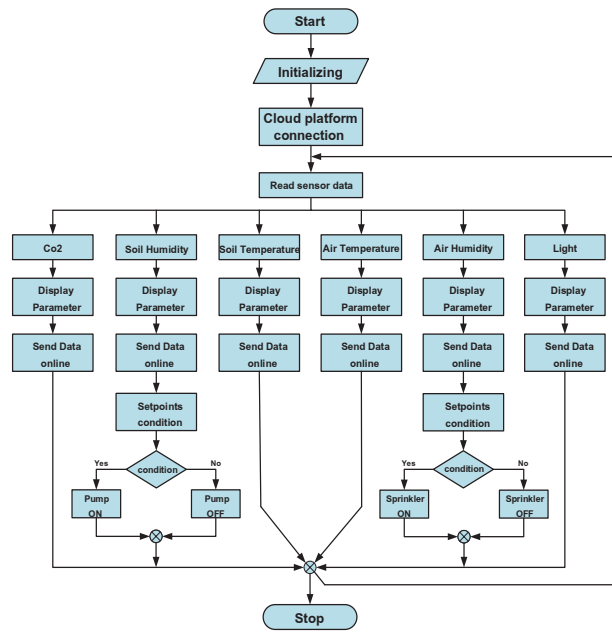 Start
Initializing
Cloud platform
connection
Read sensor data
Co2
Soil Humidity
Soil Temperature
Air Temperature
Air Humidity
Light
Display
Parameter
Display
Parameter
Display
Parameter
Display
Parameter
Display
Parameter
Display
Parameter
Send Data
online
Send Data
online
Send Data
online
Send Data
online
Send Data
online
Send Data
online
Setpoints
condition
Setpoints
condition
Yes
condition
No
Yes
condition
No
Pump
ON
Pump
OFF
Sprinkler
ON
Sprinkler
OFF
Stop